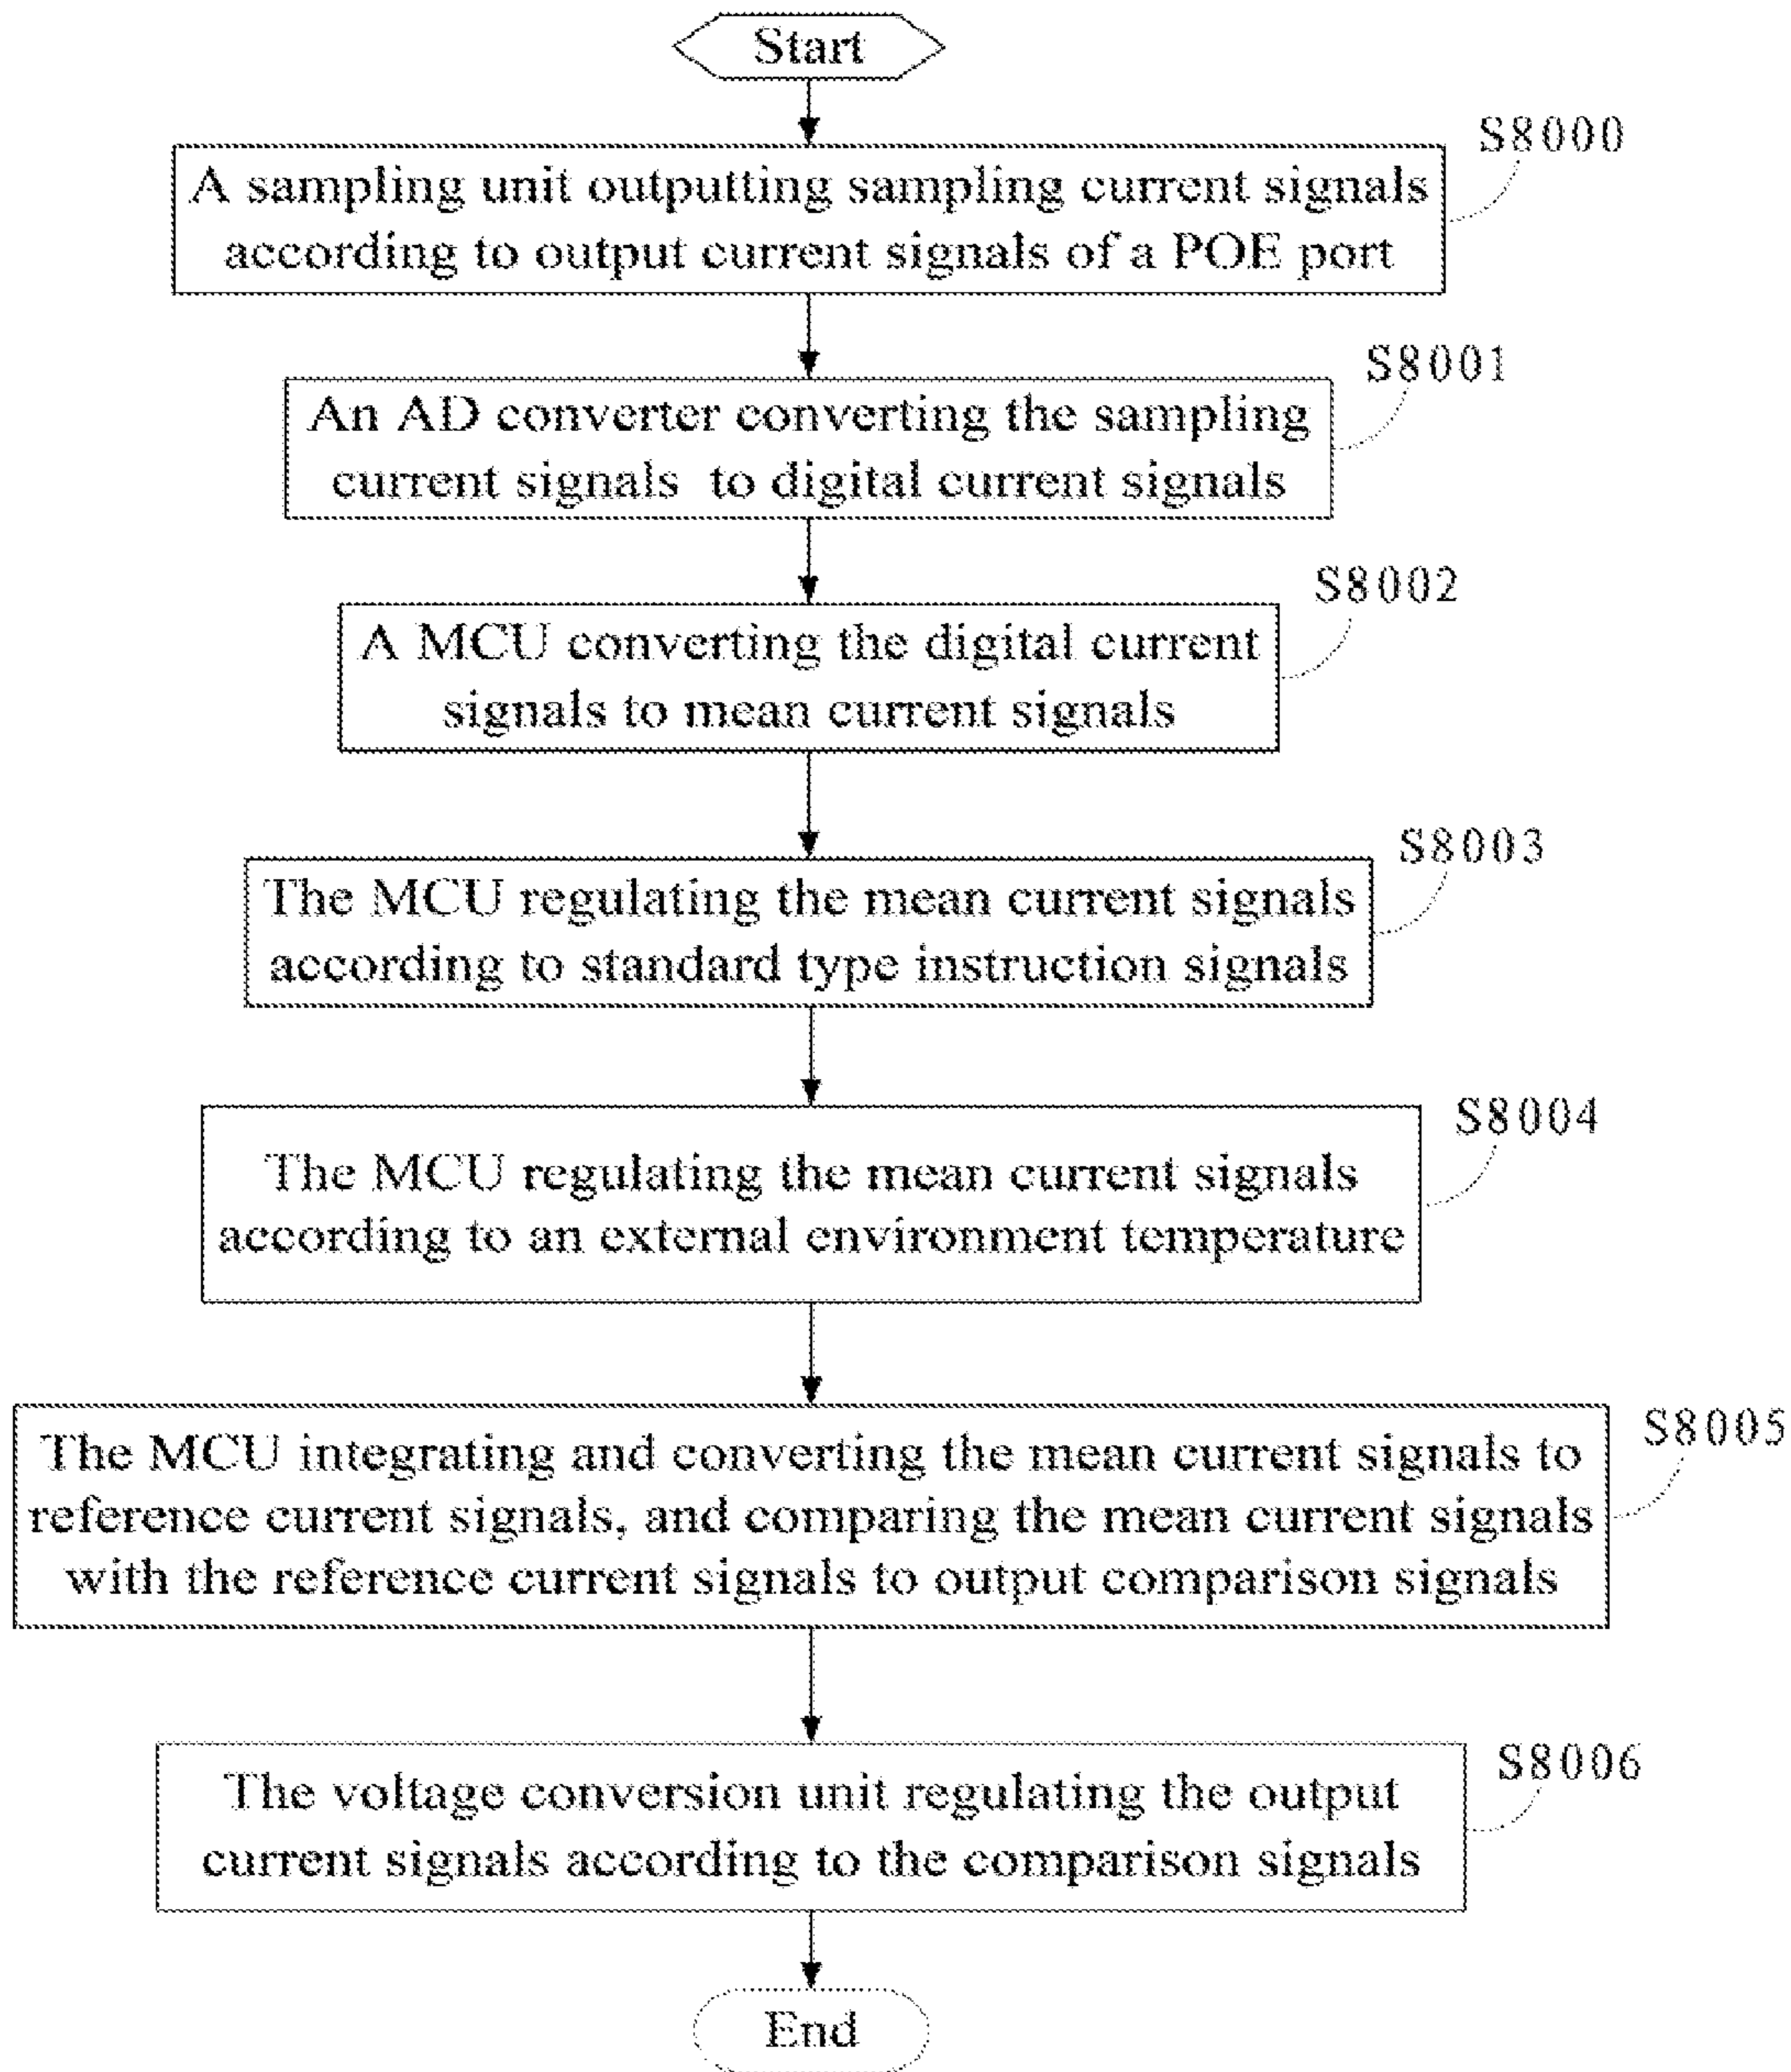 Start
S8000
A sampling unit outputting sampling current signals
according to output current signals of a POE port
S8001
An AD converter converting the sampling
current signals to digital current signals
S8002
A MCU converting the digital current
signals to mean current signals
S8003
The MCU regulating the mean current signals
according to standard type instruction signals
S8004
The MCU regulating the mean current signals
according to an external environment temperature
S8005
The MCU integrating and converting the mean current signals to
reference current signals, and comparing the mean current signals
with the reference current signals to output comparison signals
S8006
The voltage conversion unit regulating the output
current signals according to the comparison signals
End